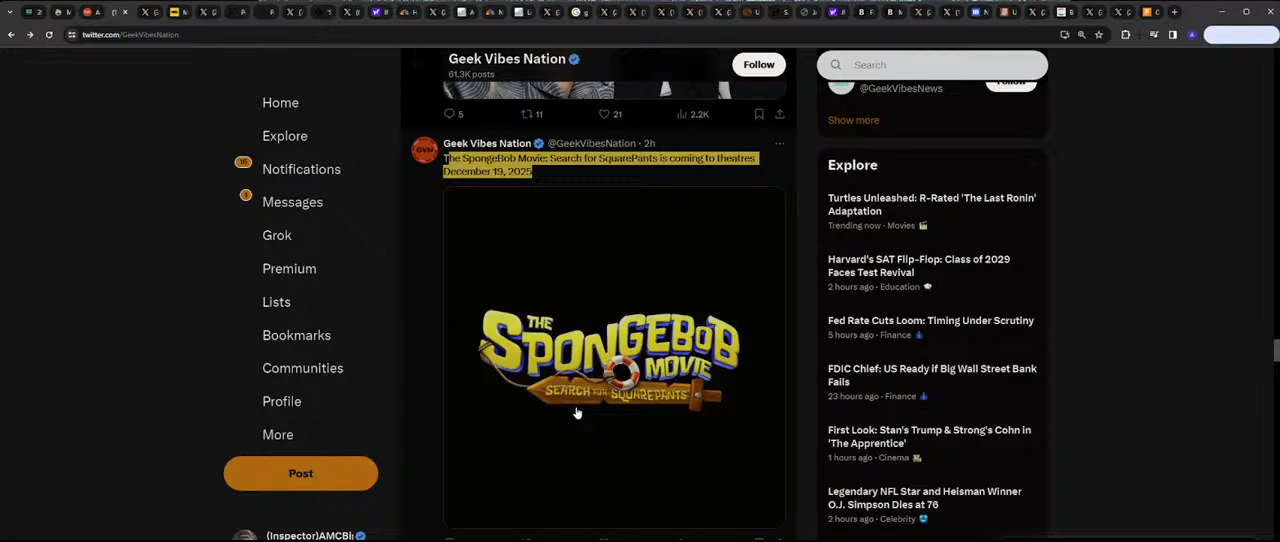 twitter.com/GeekVibesNation
Home
Explore
16
Notifications
1
Messages
Grok
Premium
Lists
Bookmarks
Communities
Profile
More
Post
(Inspector)AMCBi
Geek Vibes Nation
61.3K posts
Follow
5
11
21
2.2K
GVN
Geek Vibes Nation @GeekVibesNation · 2h
The SpongeBob Movie: Search for SquarePants is coming to theatres
December 19, 2025
THE
SPONGEBOB
MOVIE
SEARCH FOR SQUAREPANTS
Search
@GeekVibesNews
Show more
Explore
Turtles Unleashed: R-Rated 'The Last Ronin'
Adaptation
Trending now · Movies
Harvard's SAT Flip-Flop: Class of 2029
Faces Test Revival
2 hours ago · Education
Fed Rate Cuts Loom: Timing Under Scrutiny
5 hours ago · Finance
FDIC Chief: US Ready if Big Wall Street Bank
Fails
23 hours ago · Finance
First Look: Stan's Trump & Strong's Cohn in
'The Apprentice'
1 hours ago · Cinema
Legendary NFL Star and Heisman Winner
O.J. Simpson Dies at 76
2 hours ago · Celebrity